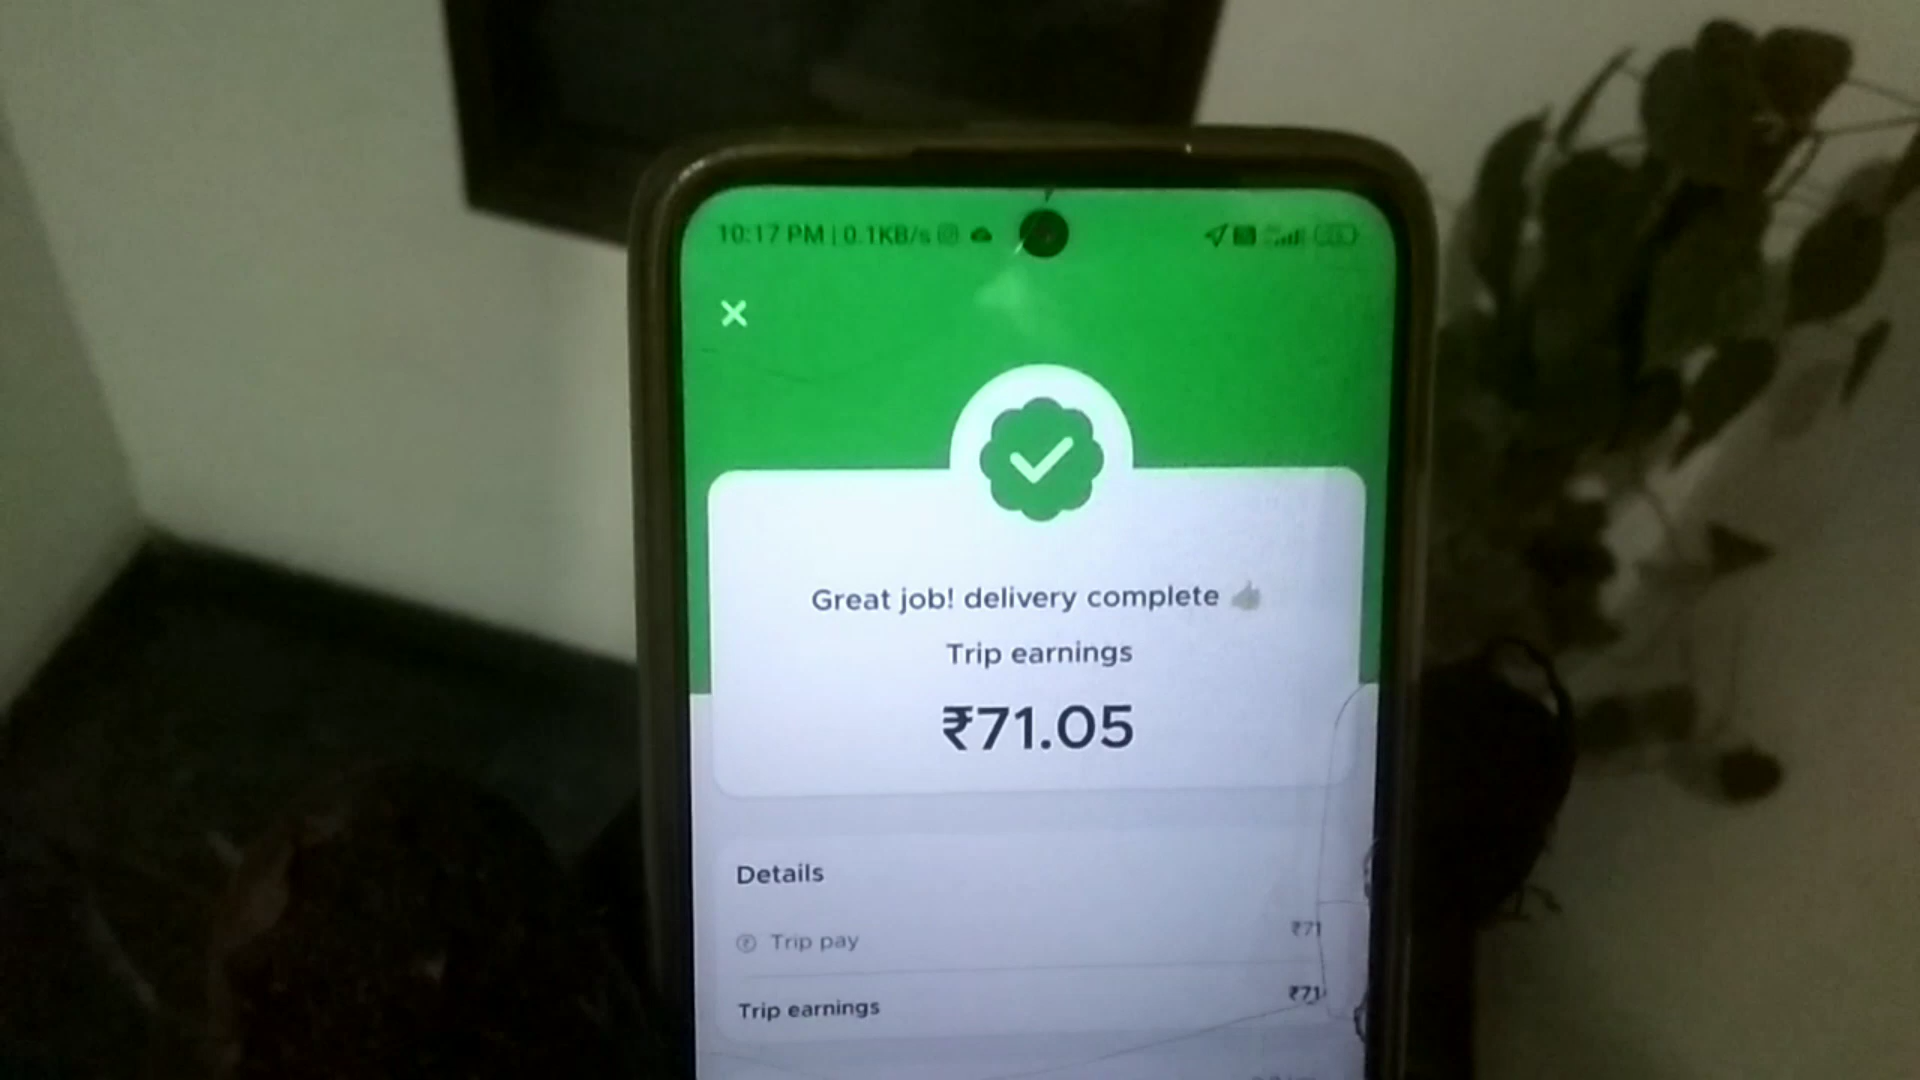 10:17 PM | 0.1KB/s
Great job! delivery complete 👍
Trip earnings
₹71.05
Details
Trip pay ₹71
Trip earnings ₹71